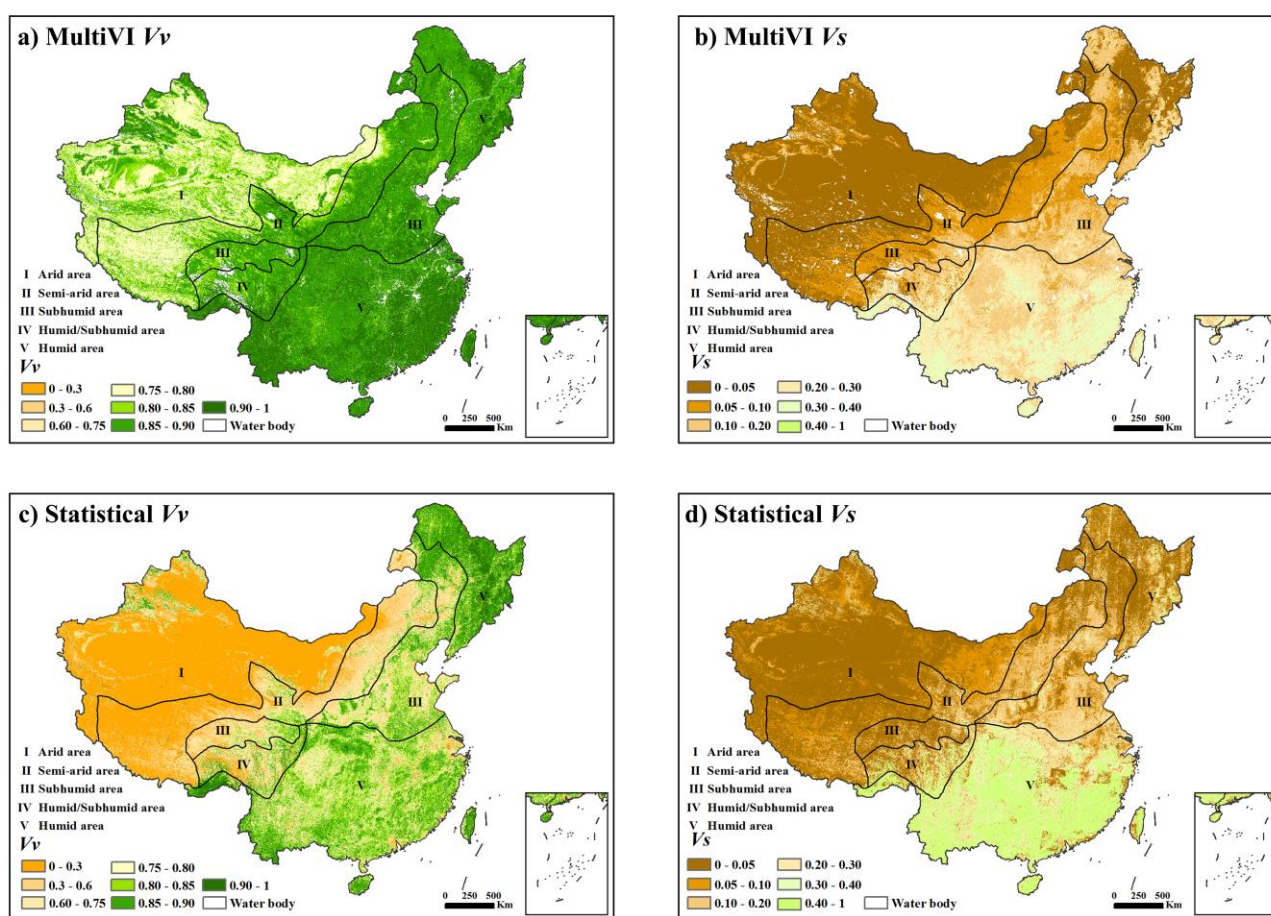 a) MultiVI Vv
V
I
II
III
III
IV
V
I Arid area
II Semi-arid area
III Subhumid area
IV Humid/Subhumid area
V Humid area
Vv
0 - 0.3 0.75 - 0.80
0.3 - 0.6 0.80 - 0.85 0.90 - 1
0.60 - 0.75 0.85 - 0.90 Water body
0 250 500
Km
b) MultiVI Vs
V
I
II
III
III
IV
V
I Arid area
II Semi-arid area
III Subhumid area
IV Humid/Subhumid area
V Humid area
Vs
0 - 0.05 0.20 - 0.30
0.05 - 0.10 0.30 - 0.40
0.10 - 0.20 0.40 - 1 Water body
0 250 500
Km
c) Statistical Vv
V
I
II
III
III
IV
V
I Arid area
II Semi-arid area
III Subhumid area
IV Humid/Subhumid area
V Humid area
Vv
0 - 0.3 0.75 - 0.80
0.3 - 0.6 0.80 - 0.85 0.90 - 1
0.60 - 0.75 0.85 - 0.90 Water body
0 250 500
Km
d) Statistical Vs
V
I
II
III
III
IV
V
I Arid area
II Semi-arid area
III Subhumid area
IV Humid/Subhumid area
V Humid area
Vs
0 - 0.05 0.20 - 0.30
0.05 - 0.10 0.30 - 0.40
0.10 - 0.20 0.40 - 1 Water body
0 250 500
Km